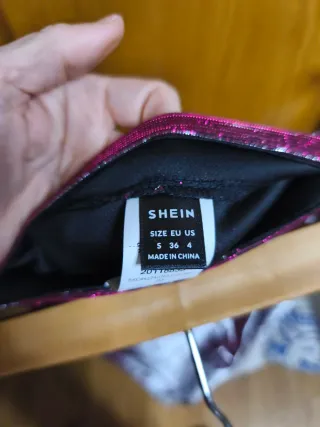 SHEIN
SIZE EU US
S 36 4
MADE IN CHINA